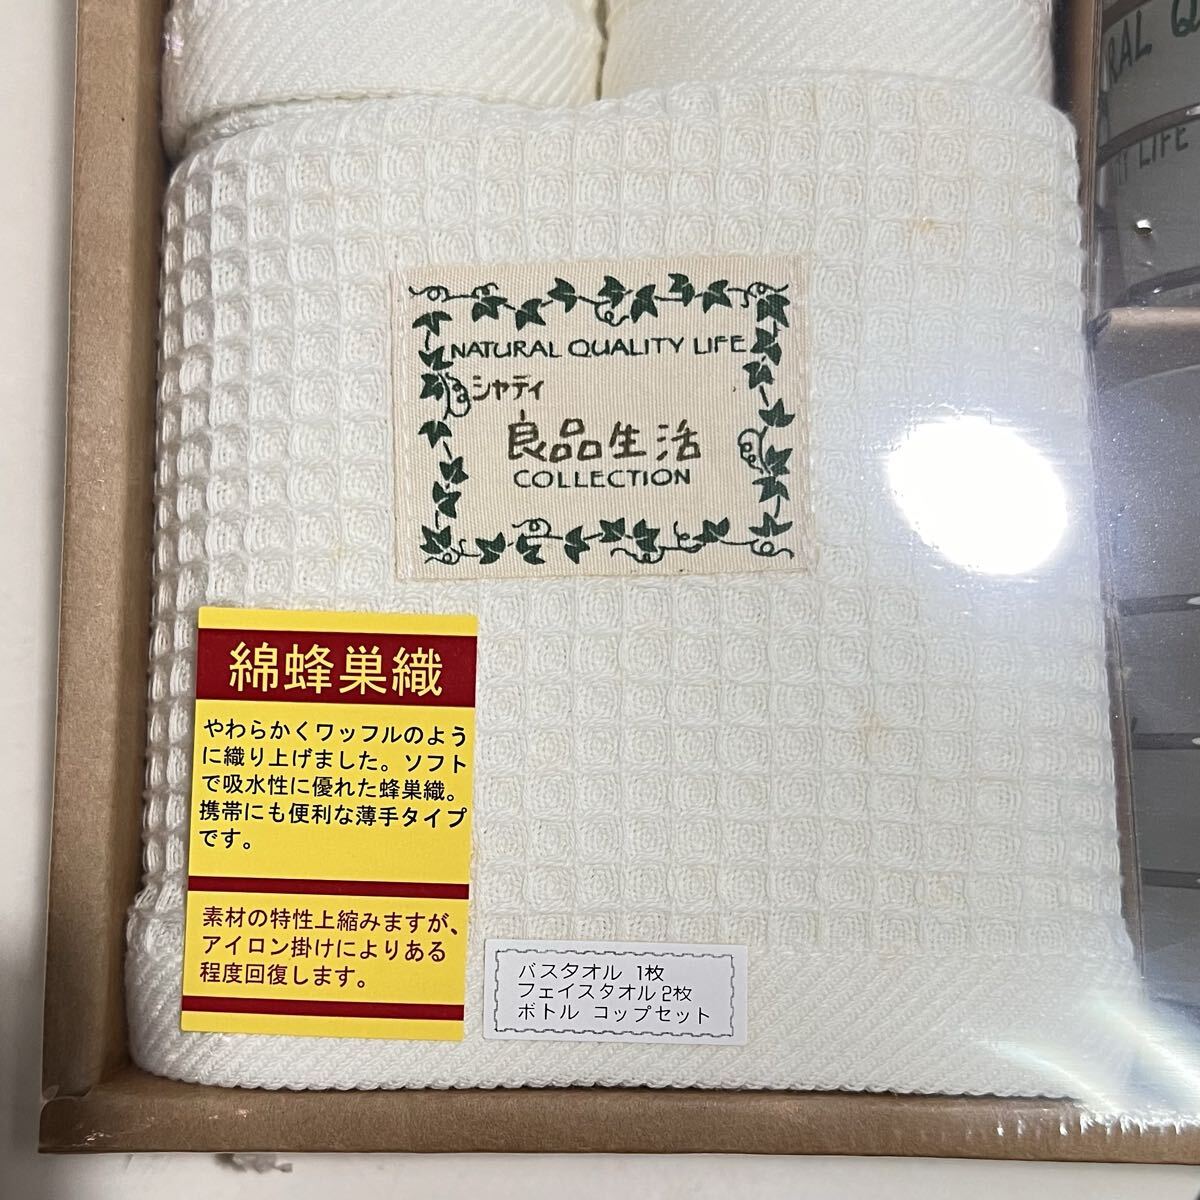 RAL Q
LIFE
NATURAL QUALITY LIFE
シャディ
良品生活
COLLECTION
綿蜂巣織
やわらかくワッフルのよう
に織り上げました。ソフト
で吸水性に優れた蜂巣織。
携帯にも便利な薄手タイプ
です。
素材の特性上縮みますが、
アイロン掛けによりある
程度回復します。
バスタオル 1枚
フェイスタオル2枚
ボトル コップセット